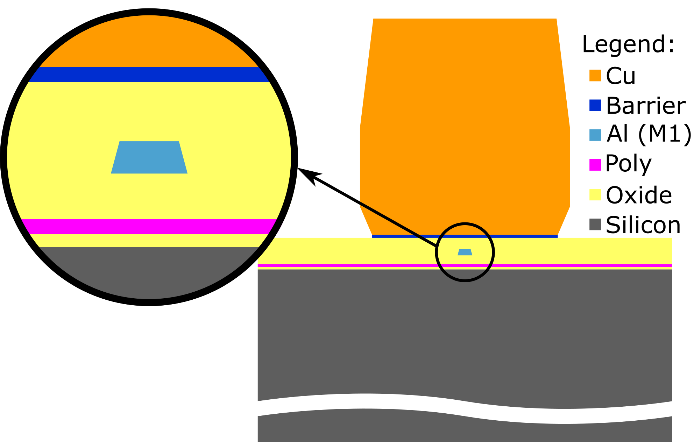 Legend:
Cu
Barrier
Al (M1)
Poly
Oxide
Silicon